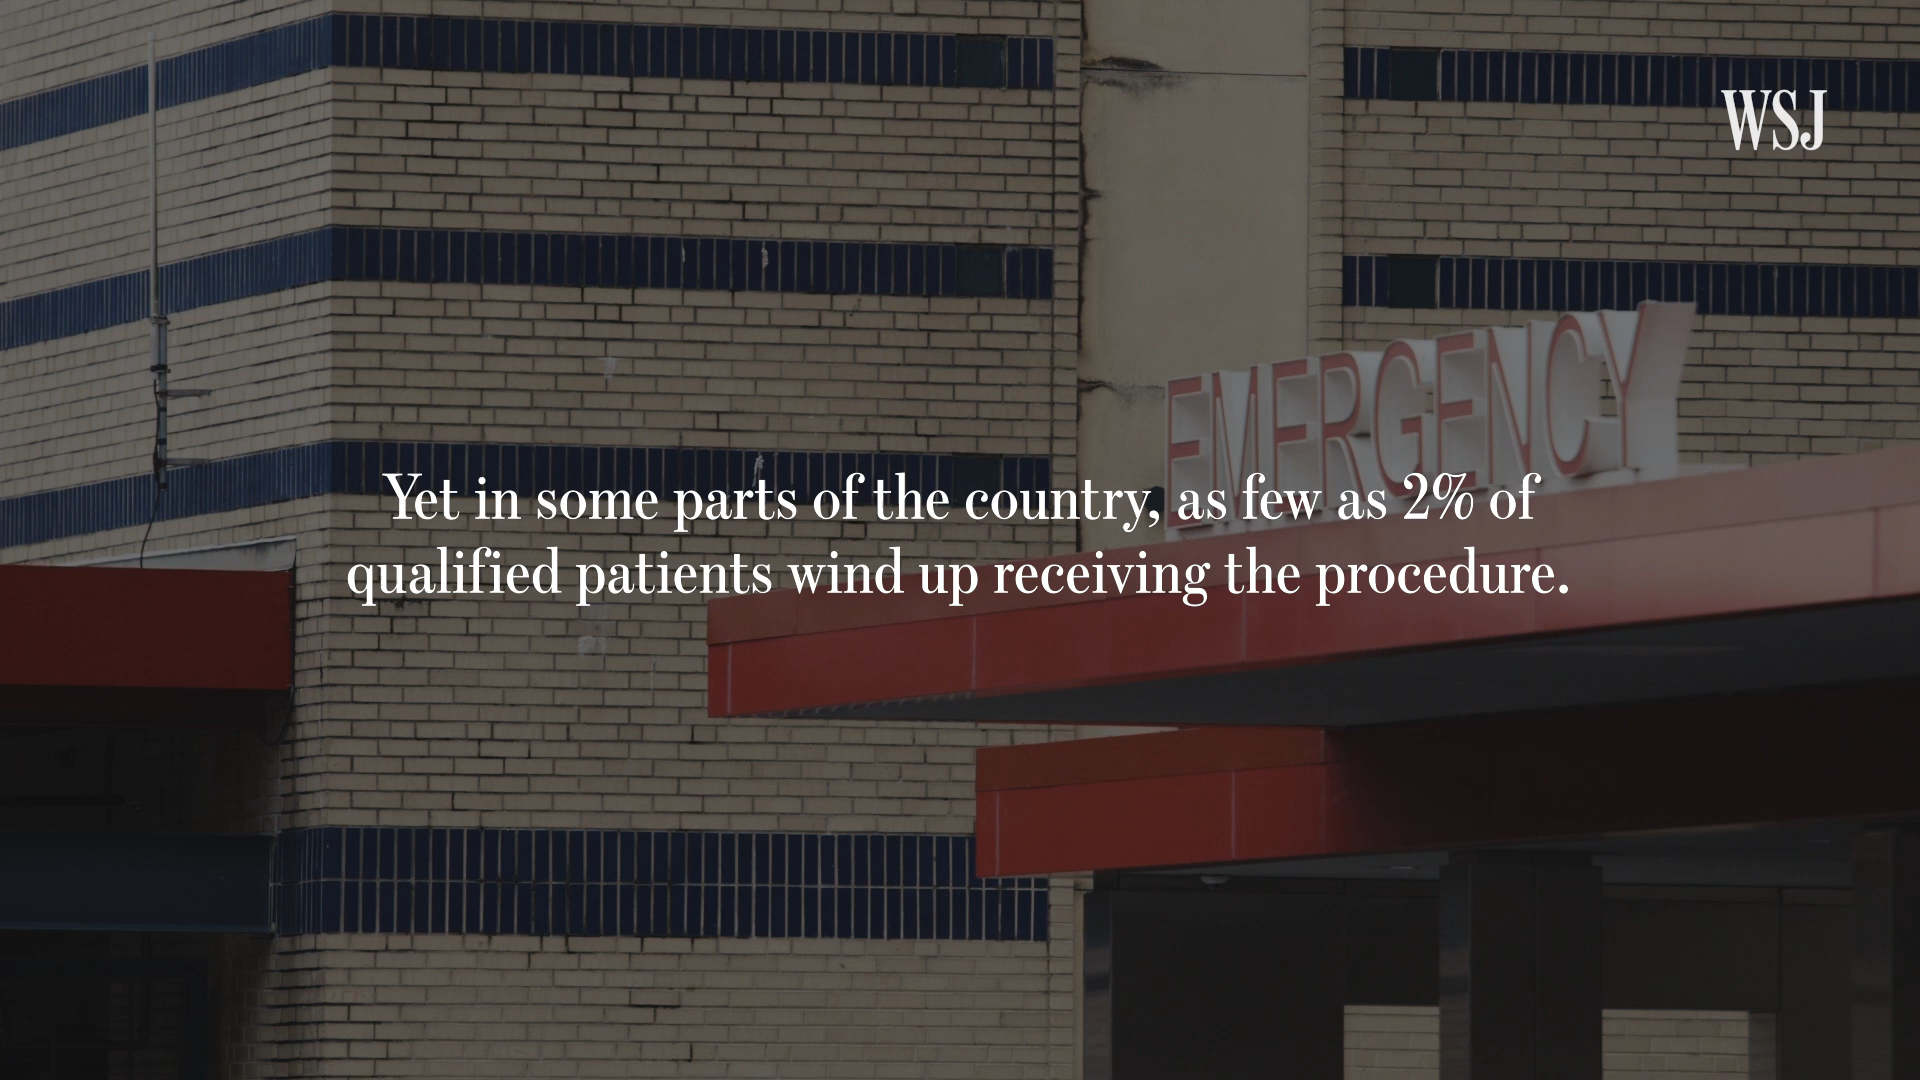 WSJ
EMERGENCY
Yet in some parts of the country, as few as 2% of
qualified patients wind up receiving the procedure.